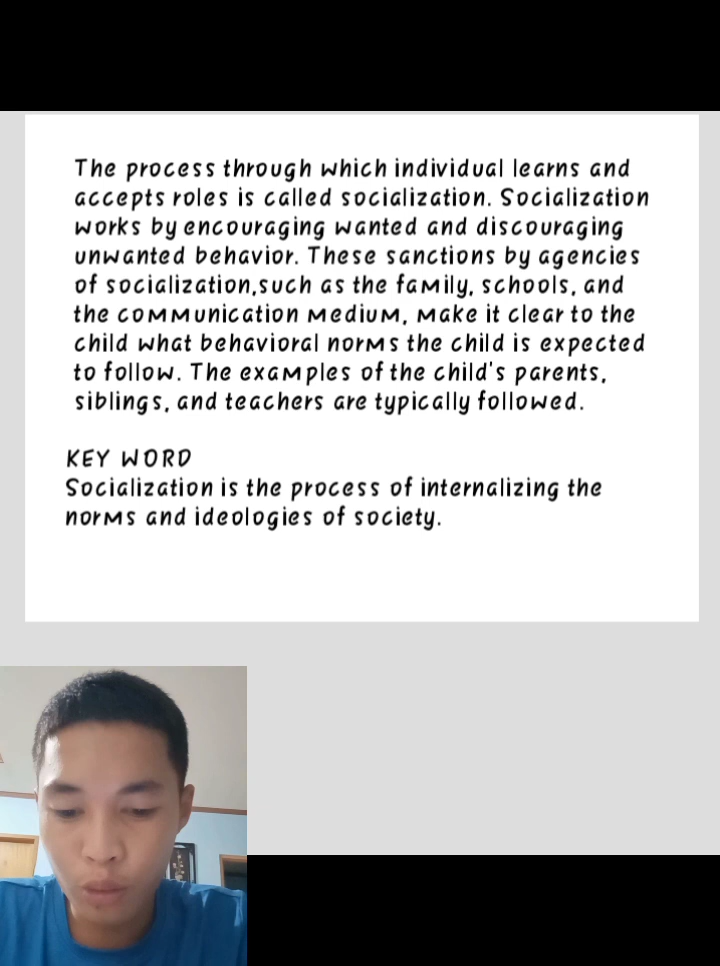 The process through which individual learns and
accepts roles is called socialization. Socialization
works by encouraging wanted and discouraging
unwanted behavior. These sanctions by agencies
of socialization,such as the family, schools, and
the communication medium, make it clear to the
child what behavioral norms the child is expected
to follow. The examples of the child's parents,
siblings, and teachers are typically followed.
KEY WORD
Socialization is the process of internalizing the
norms and ideologies of society.